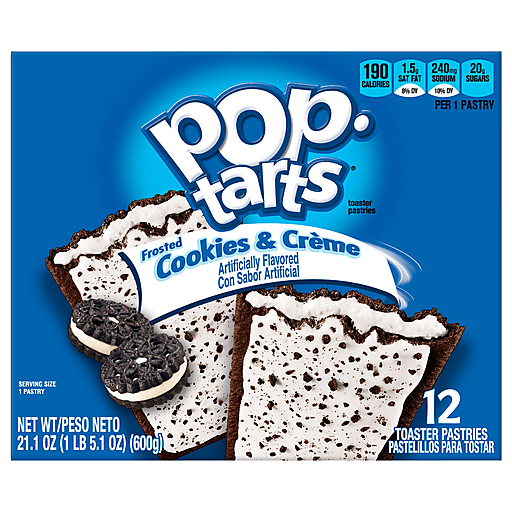 190
CALORIES
1.5g
SAT FAT
8% DV
240mg
SODIUM
10% DV
20g
SUGARS
PER 1 PASTRY
pop.
tarts®
toaster
pastries
Frosted
Cookies & Crème
Artificially Flavored
Con Sabor Artificial
SERVING SIZE
1 PASTRY
NET WT/PESO NETO
21.1 OZ (1 LB 5.1 OZ) (600g)
12
TOASTER PASTRIES
PASTELILLOS PARA TOSTAR